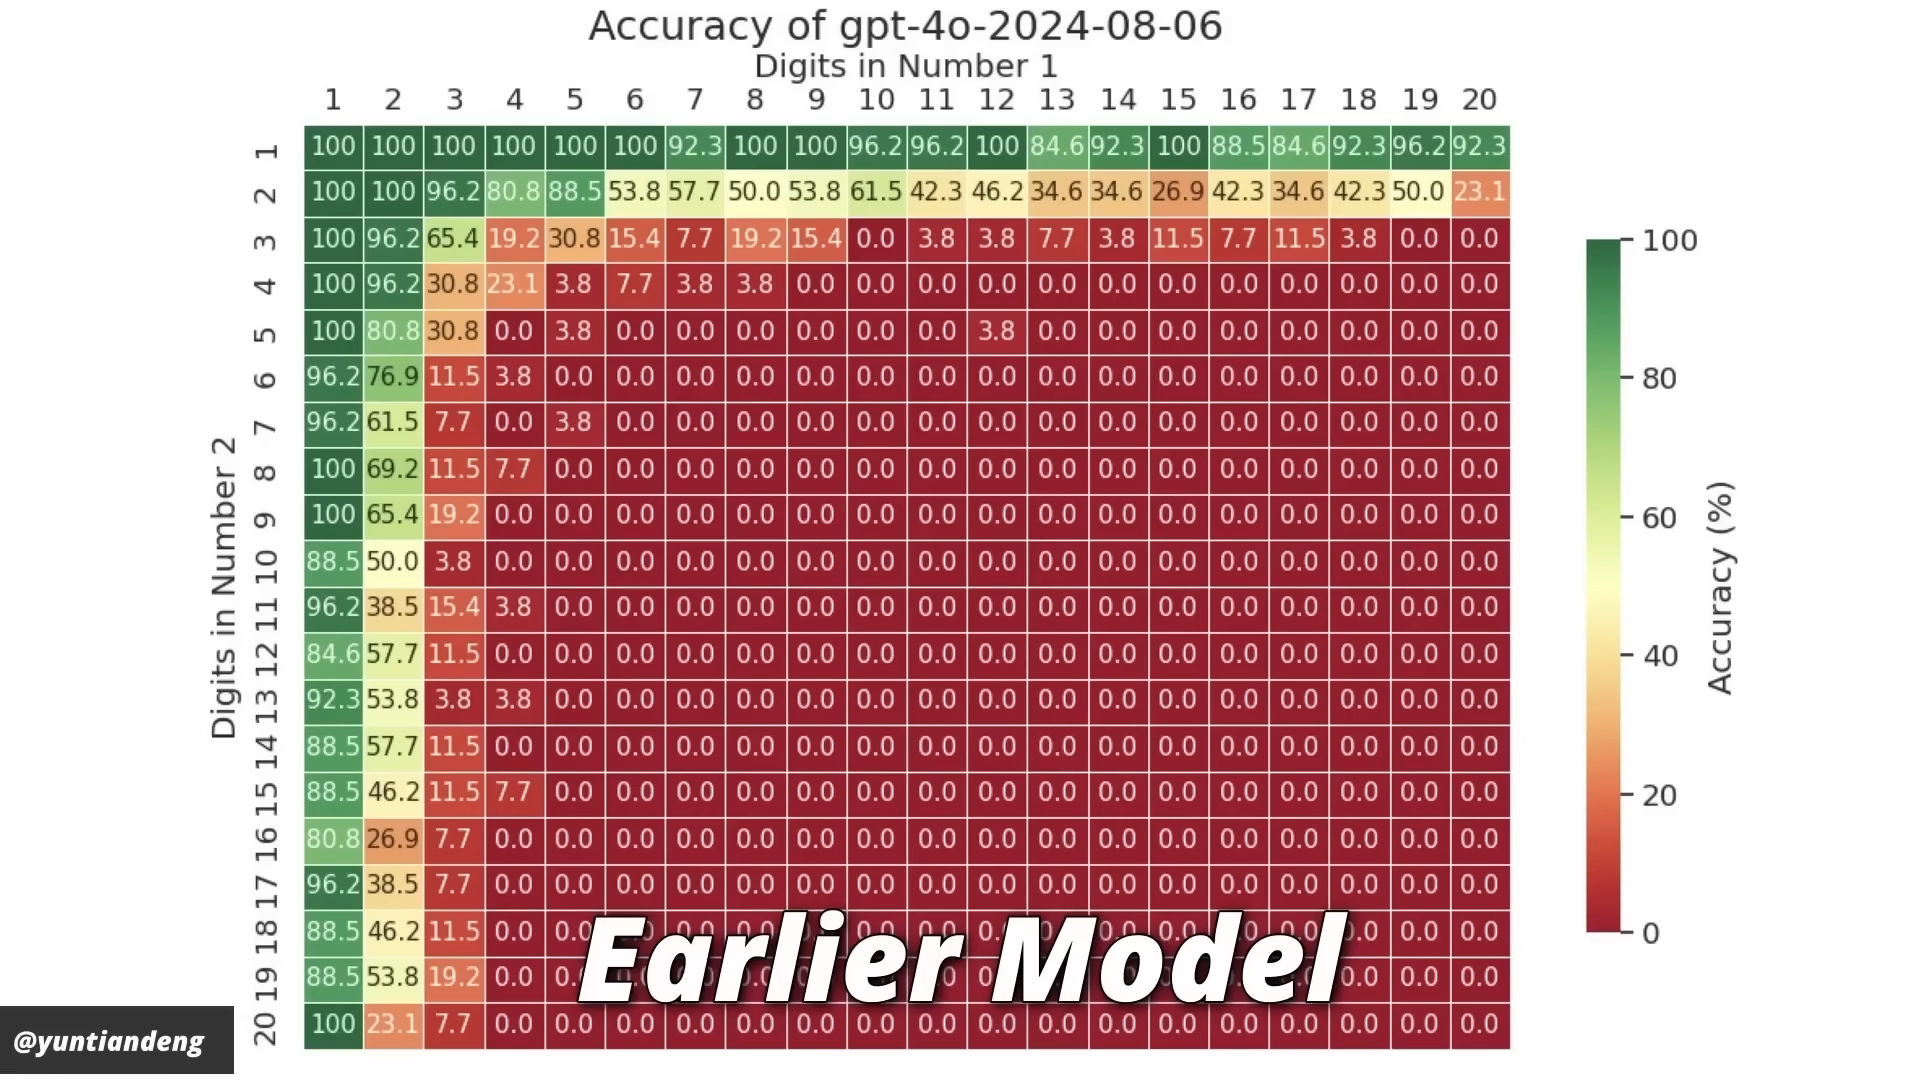 Accuracy of gpt-4o-2024-08-06
Digits in Number 1
1 2 3 4 5 6 7 8 9 10 11 12 13 14 15 16 17 18 19 20
1 100 100 100 100 100 100 92.3 100 100 96.2 96.2 100 84.6 92.3 100 88.5 84.6 92.3 96.2 92.3
2 100 100 96.2 80.8 88.5 53.8 57.7 50.0 53.8 61.5 42.3 46.2 34.6 34.6 26.9 42.3 34.6 42.3 50.0 23.1
3 100 96.2 65.4 19.2 30.8 15.4 7.7 19.2 15.4 0.0 3.8 3.8 7.7 3.8 11.5 7.7 11.5 3.8 0.0 0.0
4 100 96.2 30.8 23.1 3.8 7.7 3.8 3.8 0.0 0.0 0.0 0.0 0.0 0.0 0.0 0.0 0.0 0.0 0.0 0.0
5 100 80.8 30.8 0.0 3.8 0.0 0.0 0.0 0.0 0.0 0.0 3.8 0.0 0.0 0.0 0.0 0.0 0.0 0.0 0.0
6 96.2 76.9 11.5 3.8 0.0 0.0 0.0 0.0 0.0 0.0 0.0 0.0 0.0 0.0 0.0 0.0 0.0 0.0 0.0 0.0
7 96.2 61.5 7.7 0.0 3.8 0.0 0.0 0.0 0.0 0.0 0.0 0.0 0.0 0.0 0.0 0.0 0.0 0.0 0.0 0.0
8 100 69.2 11.5 7.7 0.0 0.0 0.0 0.0 0.0 0.0 0.0 0.0 0.0 0.0 0.0 0.0 0.0 0.0 0.0 0.0
9 100 65.4 19.2 0.0 0.0 0.0 0.0 0.0 0.0 0.0 0.0 0.0 0.0 0.0 0.0 0.0 0.0 0.0 0.0 0.0
10 88.5 50.0 3.8 0.0 0.0 0.0 0.0 0.0 0.0 0.0 0.0 0.0 0.0 0.0 0.0 0.0 0.0 0.0 0.0 0.0
11 96.2 38.5 15.4 3.8 0.0 0.0 0.0 0.0 0.0 0.0 0.0 0.0 0.0 0.0 0.0 0.0 0.0 0.0 0.0 0.0
12 84.6 57.7 11.5 0.0 0.0 0.0 0.0 0.0 0.0 0.0 0.0 0.0 0.0 0.0 0.0 0.0 0.0 0.0 0.0 0.0
13 92.3 53.8 3.8 3.8 0.0 0.0 0.0 0.0 0.0 0.0 0.0 0.0 0.0 0.0 0.0 0.0 0.0 0.0 0.0 0.0
14 88.5 57.7 11.5 0.0 0.0 0.0 0.0 0.0 0.0 0.0 0.0 0.0 0.0 0.0 0.0 0.0 0.0 0.0 0.0 0.0
15 88.5 46.2 11.5 7.7 0.0 0.0 0.0 0.0 0.0 0.0 0.0 0.0 0.0 0.0 0.0 0.0 0.0 0.0 0.0 0.0
16 80.8 26.9 7.7 0.0 0.0 0.0 0.0 0.0 0.0 0.0 0.0 0.0 0.0 0.0 0.0 0.0 0.0 0.0 0.0 0.0
17 96.2 38.5 7.7 0.0 0.0 0.0 0.0 0.0 0.0 0.0 0.0 0.0 0.0 0.0 0.0 0.0 0.0 0.0 0.0 0.0
18 88.5 46.2 11.5 0.0 0.0 0.0 0.0
19 88.5 53.8 19.2 0.0 0.0 0.0
20 100 23.1 7.7 0.0 0.0 0.0 0.0 0.0 0.0 0.0 0.0 0.0 0.0 0.0 0.0 0.0 0.0 0.0 0.0 0.0
Digits in Number 2
Earlier Model
100
80
60
40
20
0
Accuracy (%)
@yuntiandeng